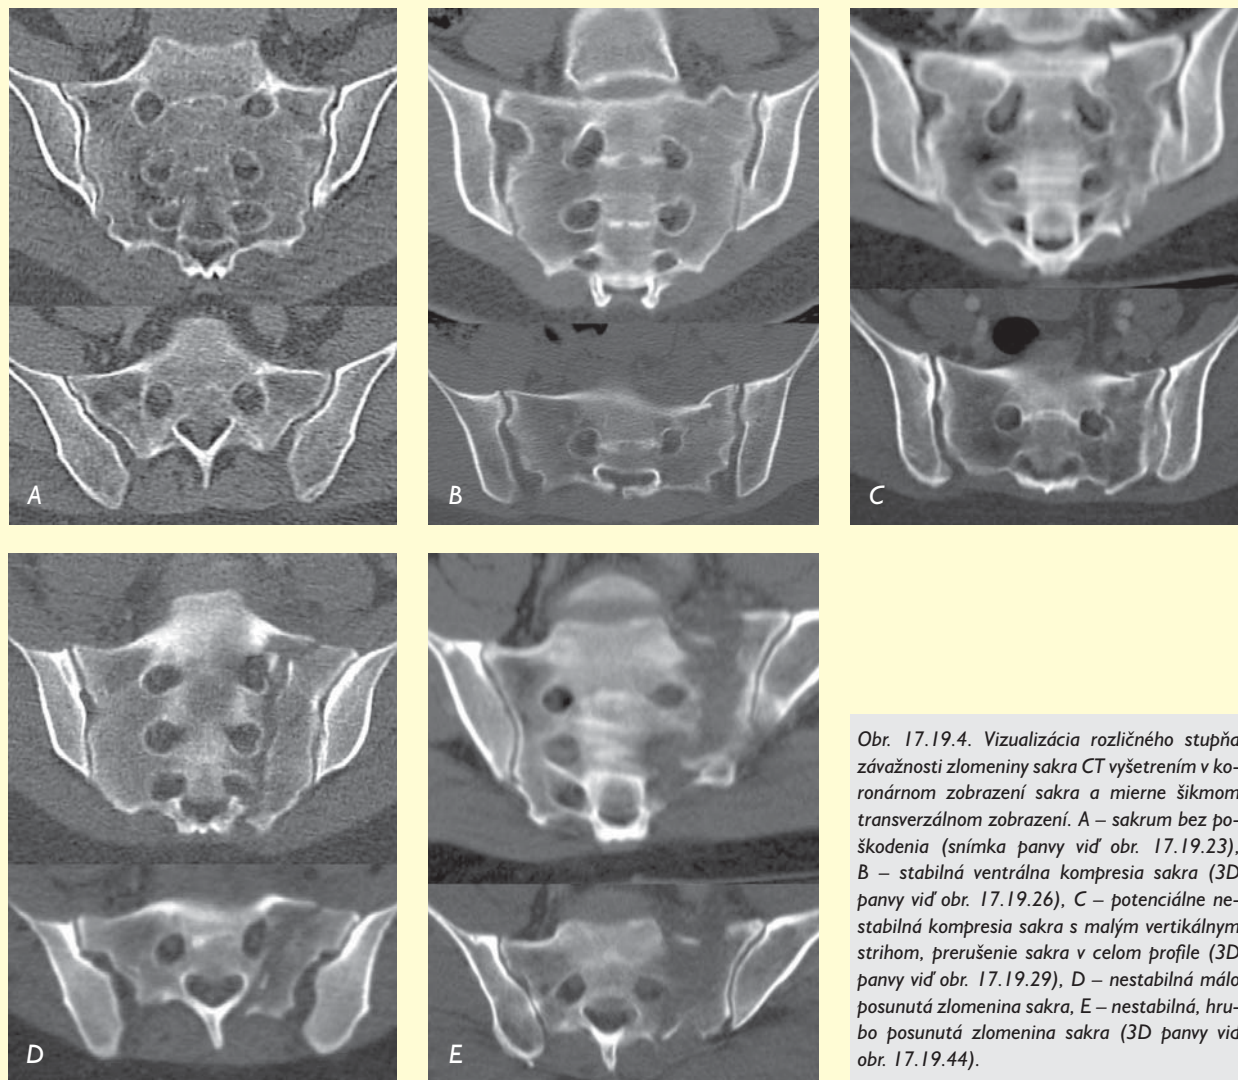 A
B
C
D
E
Obr. 17.19.4. Vizualizácia rozličného stupňa
závažnosti zlomeniny sakra CT vyšetrením v ko-
ronárnom zobrazení sakra a mierne šikmom
transverzálnom zobrazení. A – sakrum bez po-
škodenia (snímka panvy viď obr. 17.19.23),
B – stabilná ventrálna kompresia sakra (3D
panvy viď obr. 17.19.26), C – potenciálne ne-
stabilná kompresia sakra s malým vertikálnym
strihom, prerušenie sakra v celom profile (3D
panvy viď obr. 17.19.29), D – nestabilná málo
posunutá zlomenina sakra, E – nestabilná, hru-
bo posunutá zlomenina sakra (3D panvy viď
obr. 17.19.44).